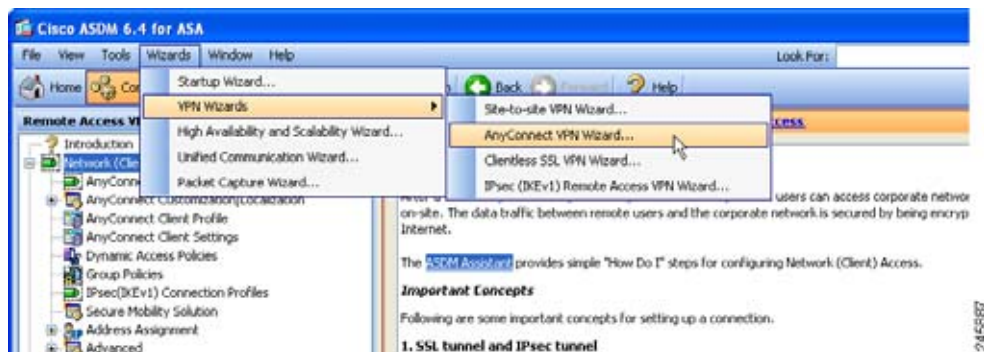 Cisco ASDM 6.4 for ASA
File View Tools Wizards Window Help Look For:
Home Back Forward Help
Startup Wizard...
VPN Wizards
High Availability and Scalability Wizard...
Unified Communication Wizard...
Packet Capture Wizard...
Site-to-site VPN Wizard...
AnyConnect VPN Wizard...
Clientless SSL VPN Wizard...
IPsec (IKEv1) Remote Access VPN Wizard...
Remote Access
Introduction
Network (Clie
AnyConne
AnyConnect Customization/Localization
AnyConnect Client Profile
AnyConnect Client Settings
Dynamic Access Policies
Group Policies
IPsec(IKEv1) Connection Profiles
Secure Mobility Solution
Address Assignment
Advanced
users can access corporate networ
on-site. The data traffic between remote users and the corporate network is secured by being encryp
Internet.
The ASDM Assistant provides simple "How Do I" steps for configuring Network (Client) Access.
Important Concepts
Following are some important concepts for setting up a connection.
1. SSL tunnel and IPsec tunnel
245887